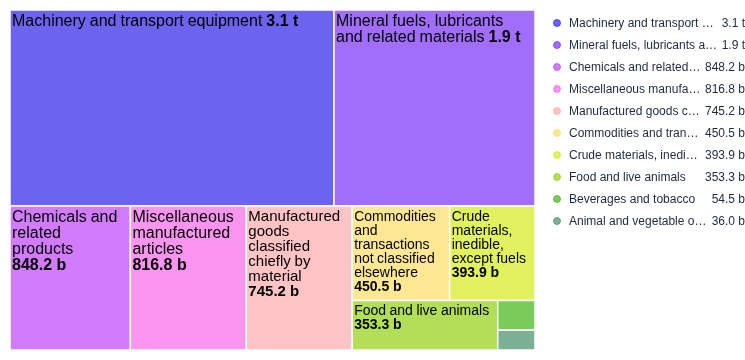 Machinery and transport equipment 3.1 t
Mineral fuels, lubricants
and related materials 1.9 t
Chemicals and
related
products
848.2 b
Miscellaneous
manufactured
articles
816.8 b
Manufactured
goods
classified
chiefly by
material
745.2 b
Commodities
and
transactions
not classified
elsewhere
450.5 b
Crude
materials,
inedible,
except fuels
393.9 b
Food and live animals
353.3 b
Machinery and transport ... 3.1 t
Mineral fuels, lubricants a... 1.9 t
Chemicals and related... 848.2 b
Miscellaneous manufa... 816.8 b
Manufactured goods c... 745.2 b
Commodities and tran... 450.5 b
Crude materials, inedi... 393.9 b
Food and live animals 353.3 b
Beverages and tobacco 54.5 b
Animal and vegetable o... 36.0 b